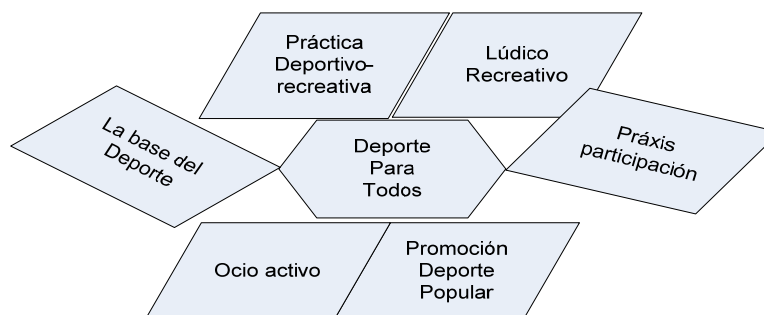 Práctica
Deportivo-
recreativa
Lúdico
Recreativo
La base del
Deporte
Deporte
Para
Todos
Práxis
participación
Ocio activo
Promoción
Deporte
Popular